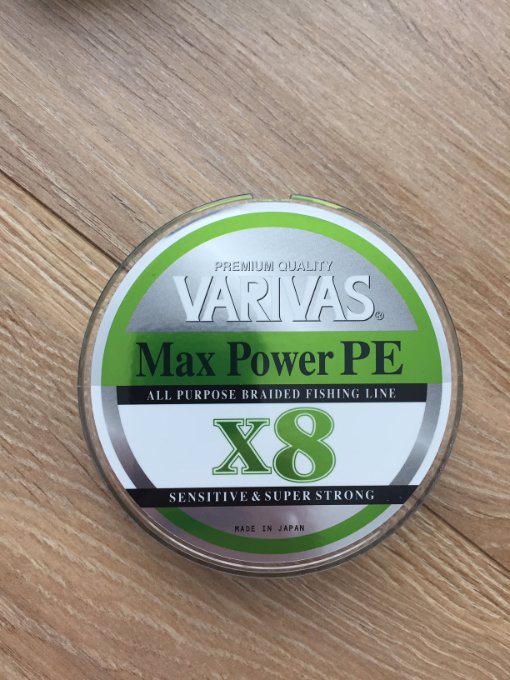 PREMIUM QUALITY
VARIVAS®
Max Power PE
ALL PURPOSE BRAIDED FISHING LINE
X8
SENSITIVE & SUPER STRONG
MADE IN JAPAN